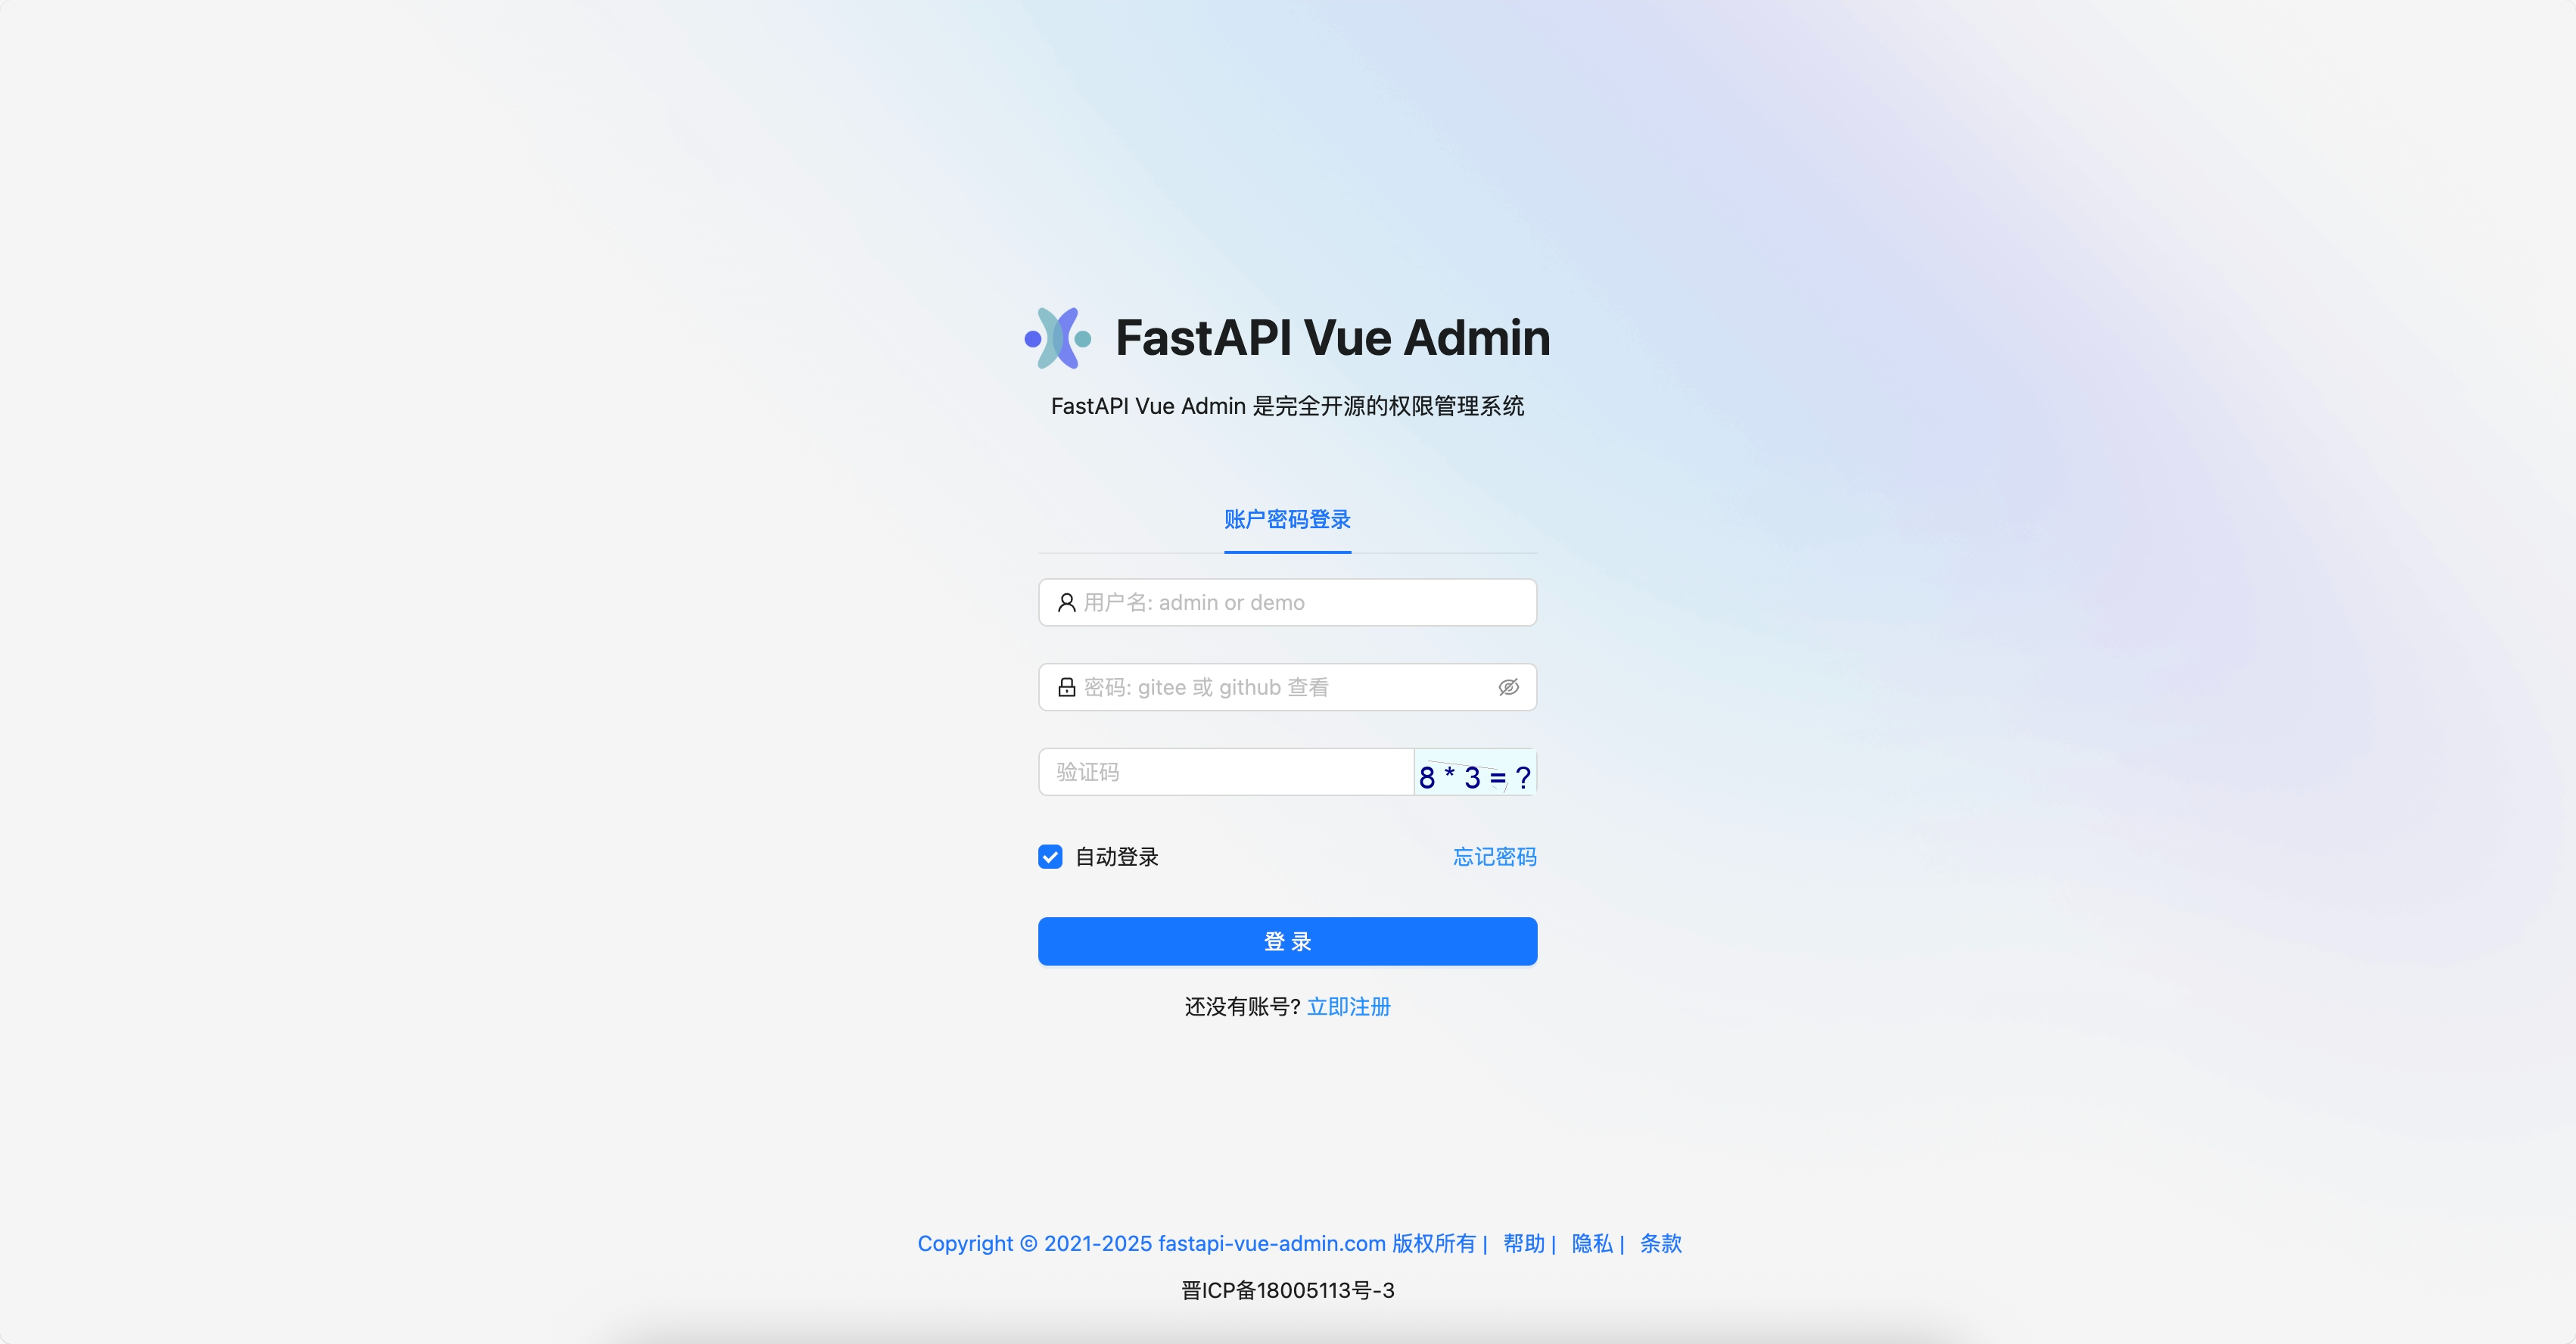 FastAPI Vue Admin
FastAPI Vue Admin 是完全开源的权限管理系统
账户密码登录
用户名: admin or demo
密码: gitee 或 github 查看
验证码 8 * 3 = ?
自动登录 忘记密码
登 录
还没有账号? 立即注册
Copyright © 2021-2025 fastapi-vue-admin.com 版权所有 | 帮助 | 隐私 | 条款
晋ICP备18005113号-3